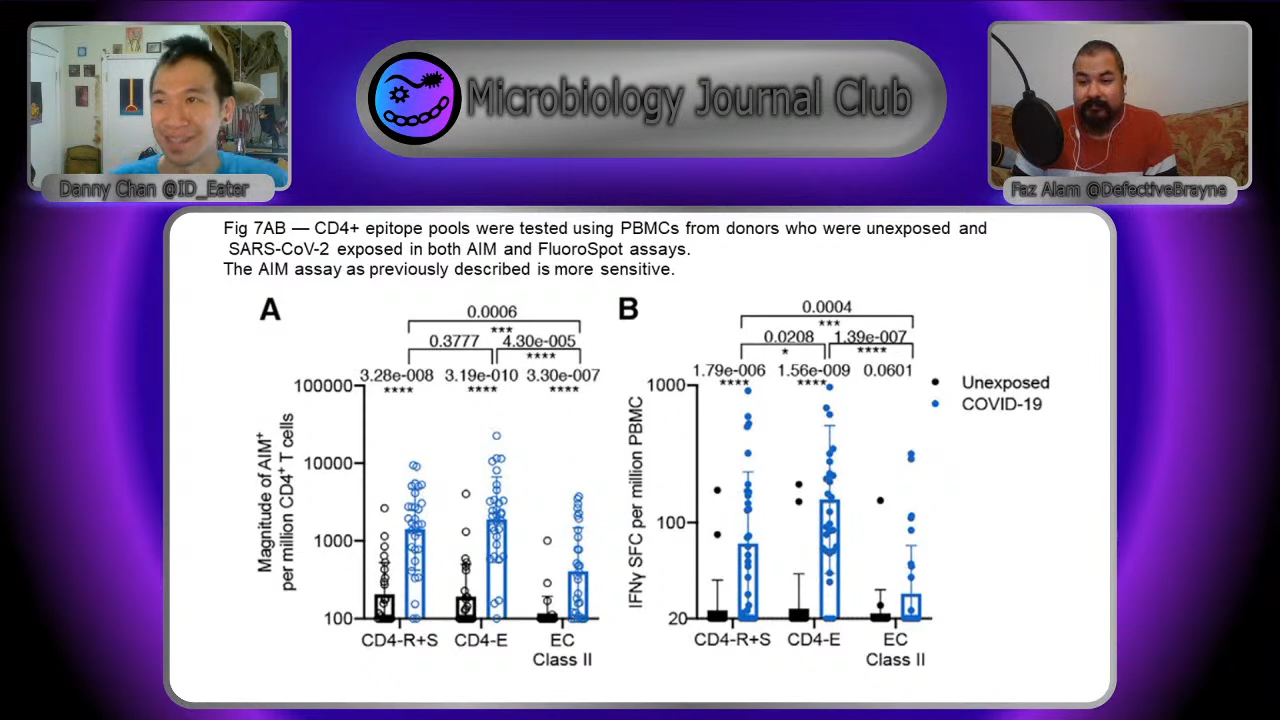 Microbiology Journal Club
Danny Chan @ID_Eater
Faz Alam @DefectiveBrayne
Fig 7AB — CD4+ epitope pools were tested using PBMCs from donors who were unexposed and
SARS-CoV-2 exposed in both AIM and FluoroSpot assays.
The AIM assay as previously described is more sensitive.
A
0.0006
***
0.3777 4.30e-005
****
3.28e-008 3.19e-010 3.30e-007
**** **** ****
100000
10000
1000
100
Magnitude of AIM+
per million CD4+ T cells
CD4-R+S CD4-E EC
Class II
B
0.0004
***
0.0208 1.39e-007
* ****
1.79e-006 1.56e-009 0.0601
**** ****
1000
100
20
IFNγ SFC per million PBMC
CD4-R+S CD4-E EC
Class II
Unexposed
COVID-19